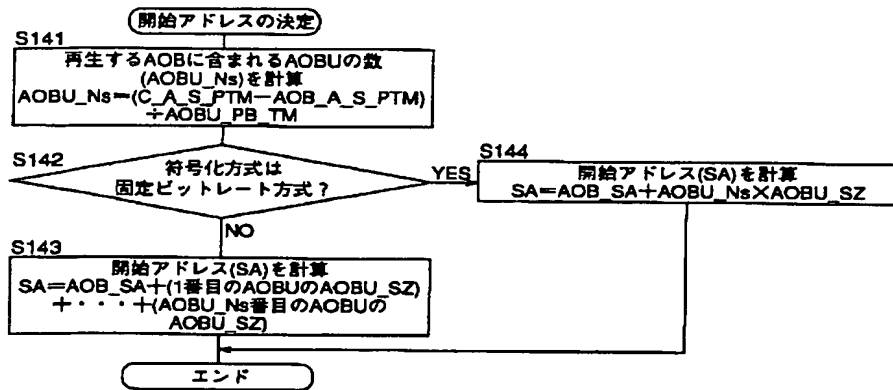 開始アドレスの決定
S141
再生するAOBに含まれるAOBUの数
(AOBU_Ns)を計算
AOBU_Ns=(C_A_S_PTM−AOB_A_S_PTM)
÷AOBU_PB_TM
S142
符号化方式は
固定ビットレート方式?
YES
S144
開始アドレス(SA)を計算
SA=AOB_SA+AOBU_Ns×AOBU_SZ
NO
S143
開始アドレス(SA)を計算
SA=AOB_SA+(1番目のAOBUのAOBU_SZ)
+・・・+(AOBU_Ns番目のAOBUの
AOBU_SZ)
エンド